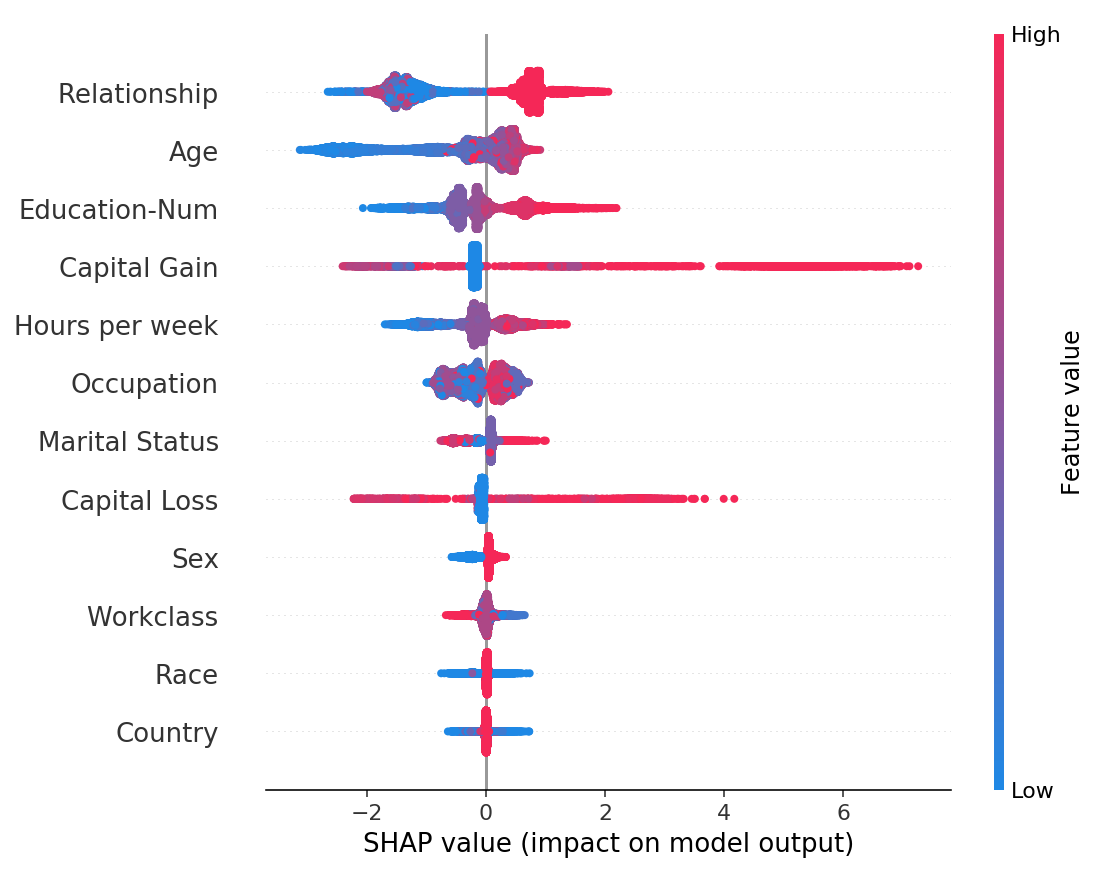 High
Relationship
Age
Education-Num
Capital Gain
Hours per week
Occupation
Marital Status
Capital Loss
Sex
Workclass
Race
Country
Feature value
Low
−2 0 2 4 6
SHAP value (impact on model output)